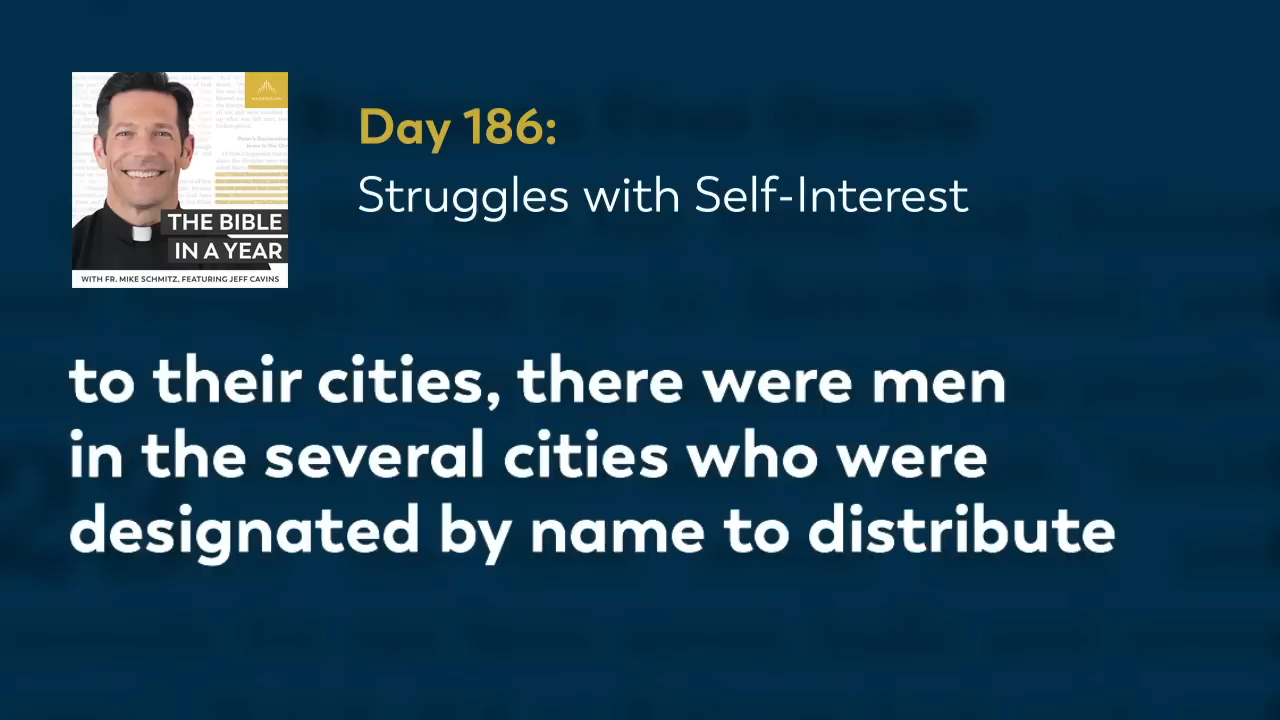 Day 186:
Struggles with Self-Interest
THE BIBLE
IN A YEAR
WITH FR. MIKE SCHMITZ, FEATURING JEFF CAVINS
to their cities, there were men
in the several cities who were
designated by name to distribute